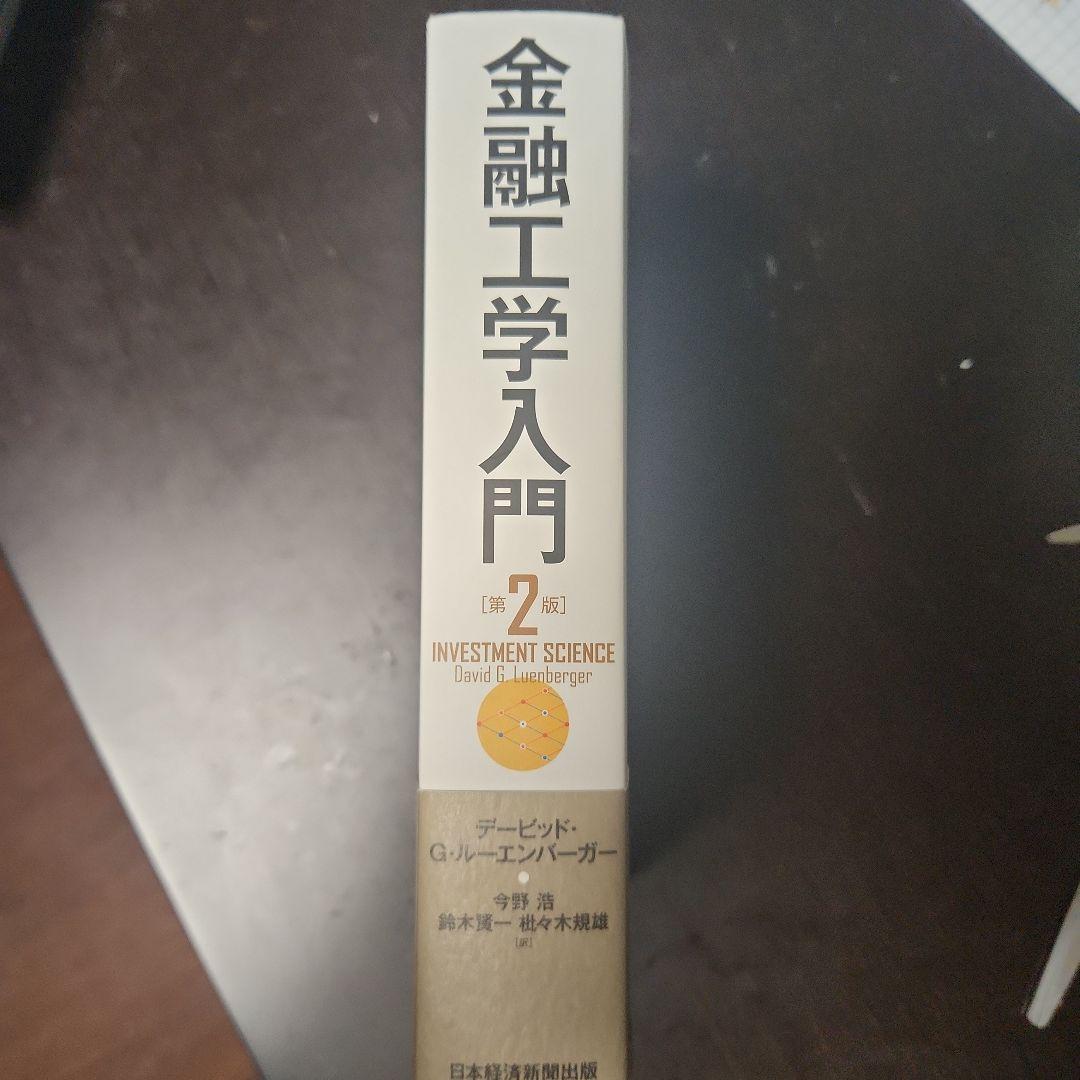 金融工学入門
[第2版]
INVESTMENT SCIENCE
David G. Luenberger
デービッド・
G・ルーエンバーガー
今野 浩
鈴木賢一 枇々木規雄
[訳]
日本経済新聞出版